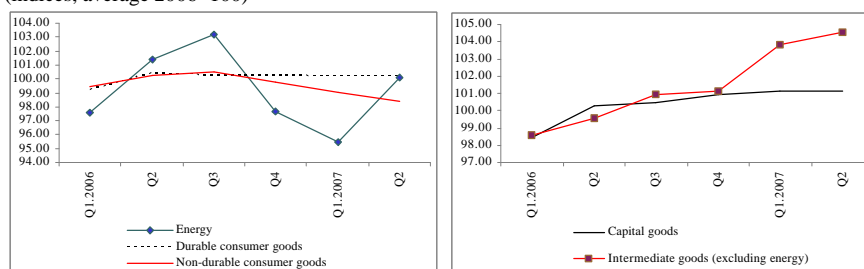 (indices, average 2006=100)
104.00
103.00
102.00
101.00
100.00
99.00
98.00
97.00
96.00
95.00
94.00
Q1.2006
Q2
Q3
Q4
Q1.2007
Q2
Energy
Durable consumer goods
Non-durable consumer goods
105.00
104.00
103.00
102.00
101.00
100.00
99.00
98.00
97.00
Q1.2006
Q2
Q3
Q4
Q1.2007
Q2
Capital goods
Intermediate goods (excluding energy)